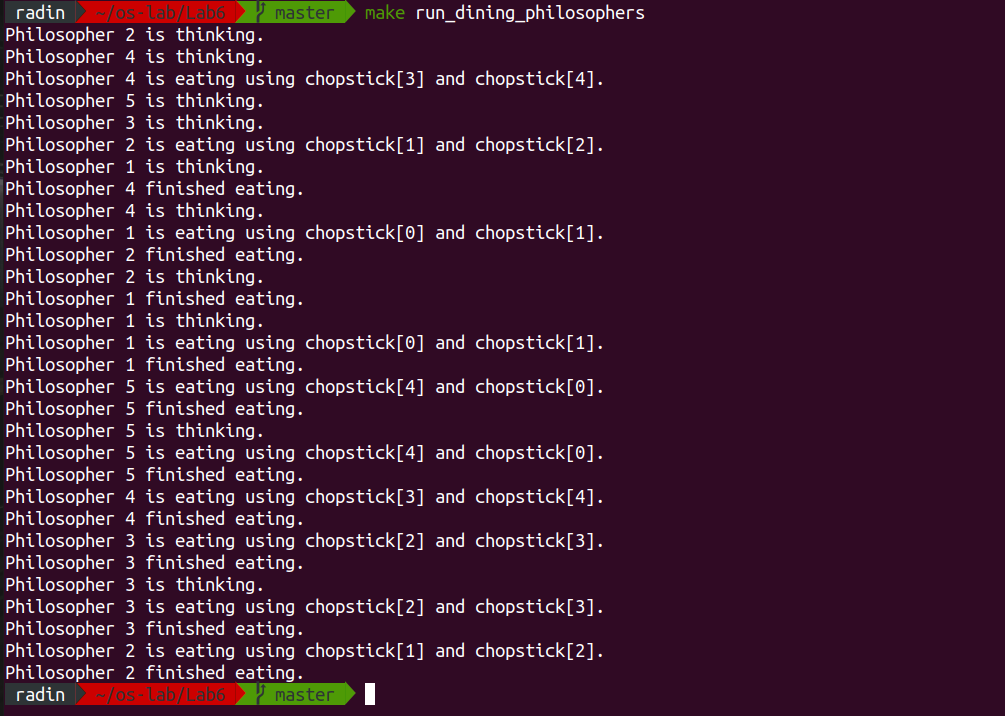 radin ~/os-lab/Lab6 master make run_dining_philosophers
Philosopher 2 is thinking.
Philosopher 4 is thinking.
Philosopher 4 is eating using chopstick[3] and chopstick[4].
Philosopher 5 is thinking.
Philosopher 3 is thinking.
Philosopher 2 is eating using chopstick[1] and chopstick[2].
Philosopher 1 is thinking.
Philosopher 4 finished eating.
Philosopher 4 is thinking.
Philosopher 1 is eating using chopstick[0] and chopstick[1].
Philosopher 2 finished eating.
Philosopher 2 is thinking.
Philosopher 1 finished eating.
Philosopher 1 is thinking.
Philosopher 1 is eating using chopstick[0] and chopstick[1].
Philosopher 1 finished eating.
Philosopher 5 is eating using chopstick[4] and chopstick[0].
Philosopher 5 finished eating.
Philosopher 5 is thinking.
Philosopher 5 is eating using chopstick[4] and chopstick[0].
Philosopher 5 finished eating.
Philosopher 4 is eating using chopstick[3] and chopstick[4].
Philosopher 4 finished eating.
Philosopher 3 is eating using chopstick[2] and chopstick[3].
Philosopher 3 finished eating.
Philosopher 3 is thinking.
Philosopher 3 is eating using chopstick[2] and chopstick[3].
Philosopher 3 finished eating.
Philosopher 2 is eating using chopstick[1] and chopstick[2].
Philosopher 2 finished eating.
radin ~/os-lab/Lab6 master